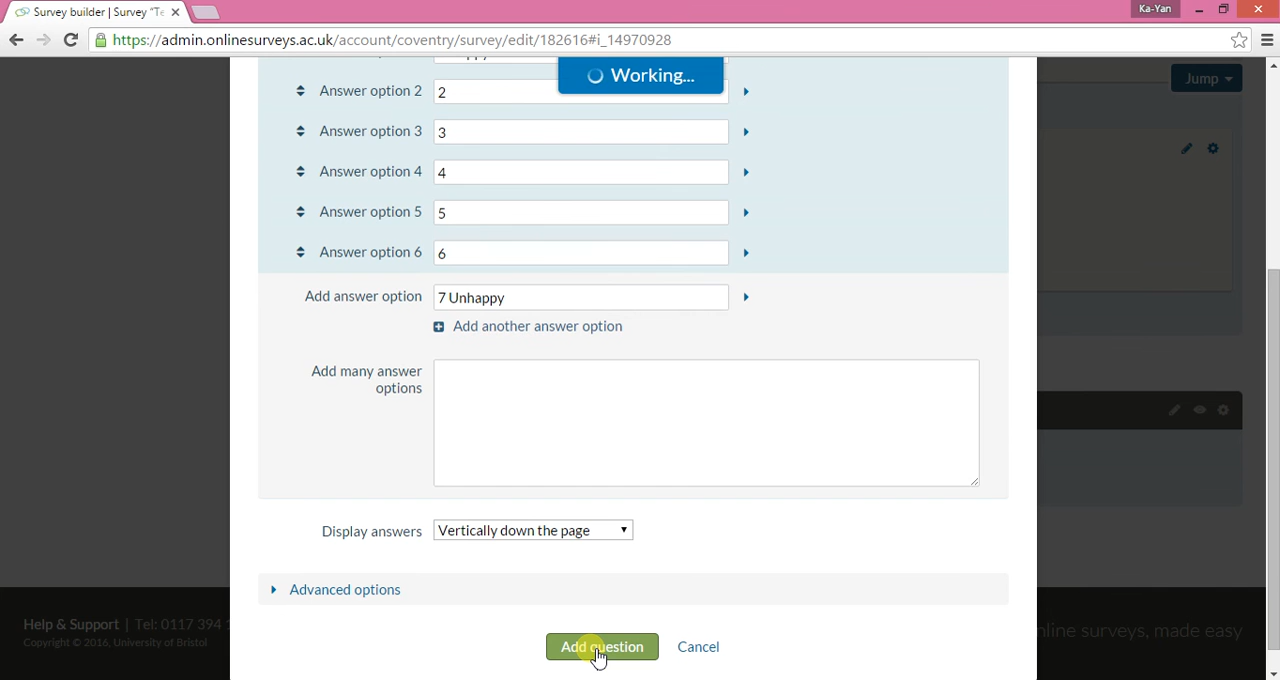 Survey builder | Survey "Te
Ka-Yan
https://admin.onlinesurveys.ac.uk/account/coventry/survey/edit/182616#i_14970928
Working...
Jump
Answer option 2 2
Answer option 3 3
Answer option 4 4
Answer option 5 5
Answer option 6 6
Add answer option 7 Unhappy
Add another answer option
Add many answer
options
Display answers Vertically down the page
Advanced options
Help & Support | Tel: 0117 394
Copyright © 2016, University of Bristol
nline surveys, made easy
Add question Cancel